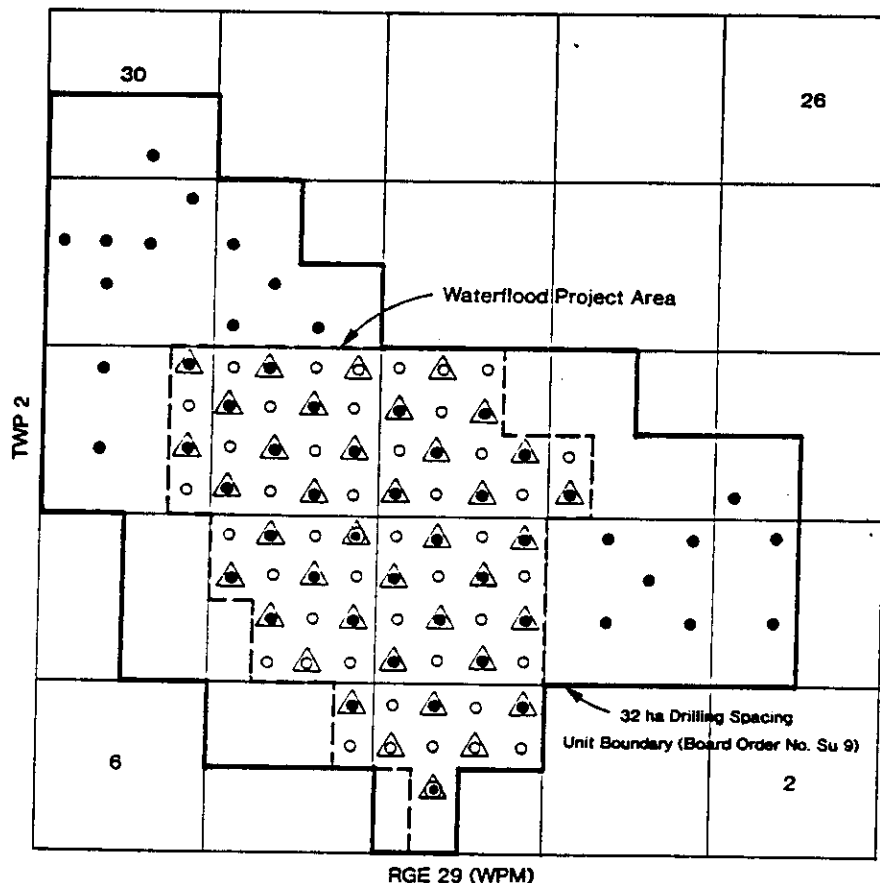 30
26
Waterflood Project Area
TWP 2
32 ha Drilling Spacing
Unit Boundary (Board Order No. Su 9)
6
2
RGE 29 (WPM)